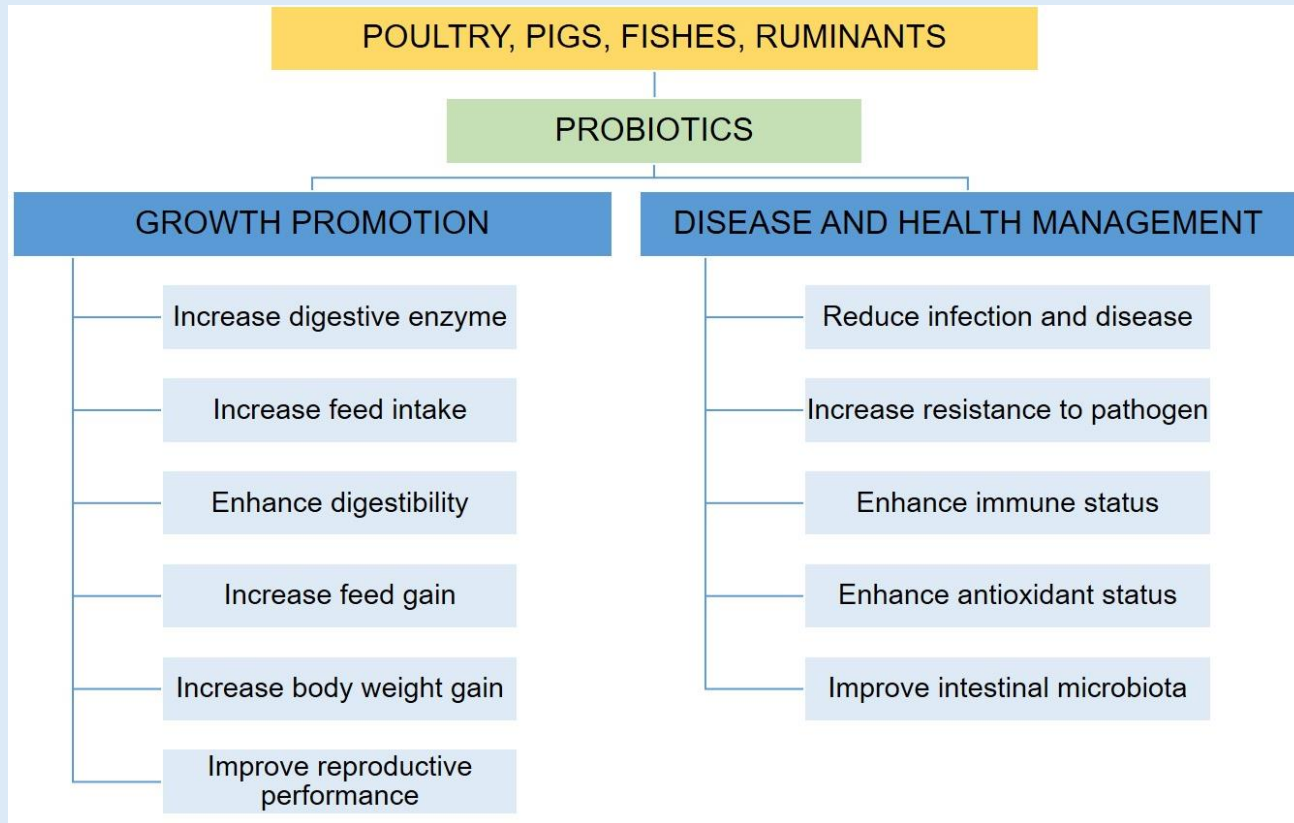 POULTRY, PIGS, FISHES, RUMINANTS
PROBIOTICS
GROWTH PROMOTION
Increase digestive enzyme
Increase feed intake
Enhance digestibility
Increase feed gain
Increase body weight gain
Improve reproductive
performance
DISEASE AND HEALTH MANAGEMENT
Reduce infection and disease
Increase resistance to pathogen
Enhance immune status
Enhance antioxidant status
Improve intestinal microbiota